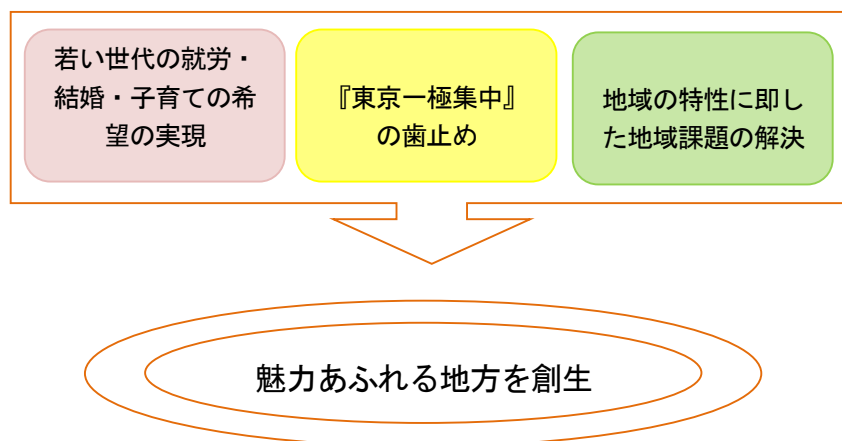 若い世代の就労・
結婚・子育ての希
望の実現
『東京一極集中』
の歯止め
地域の特性に即し
た地域課題の解決
魅力あふれる地方を創生